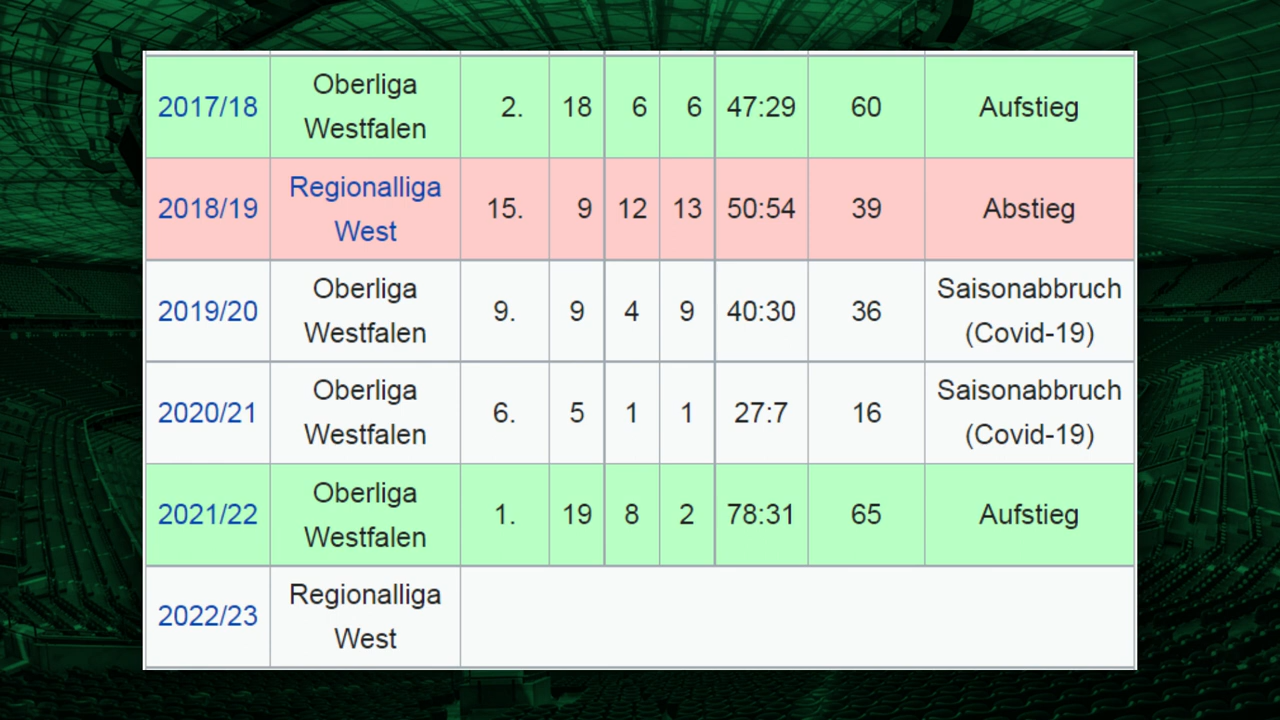 2017/18 Oberliga Westfalen 2. 18 6 6 47:29 60 Aufstieg
2018/19 Regionalliga West 15. 9 12 13 50:54 39 Abstieg
2019/20 Oberliga Westfalen 9. 9 4 9 40:30 36 Saisonabbruch (Covid-19)
2020/21 Oberliga Westfalen 6. 5 1 1 27:7 16 Saisonabbruch (Covid-19)
2021/22 Oberliga Westfalen 1. 19 8 2 78:31 65 Aufstieg
2022/23 Regionalliga West